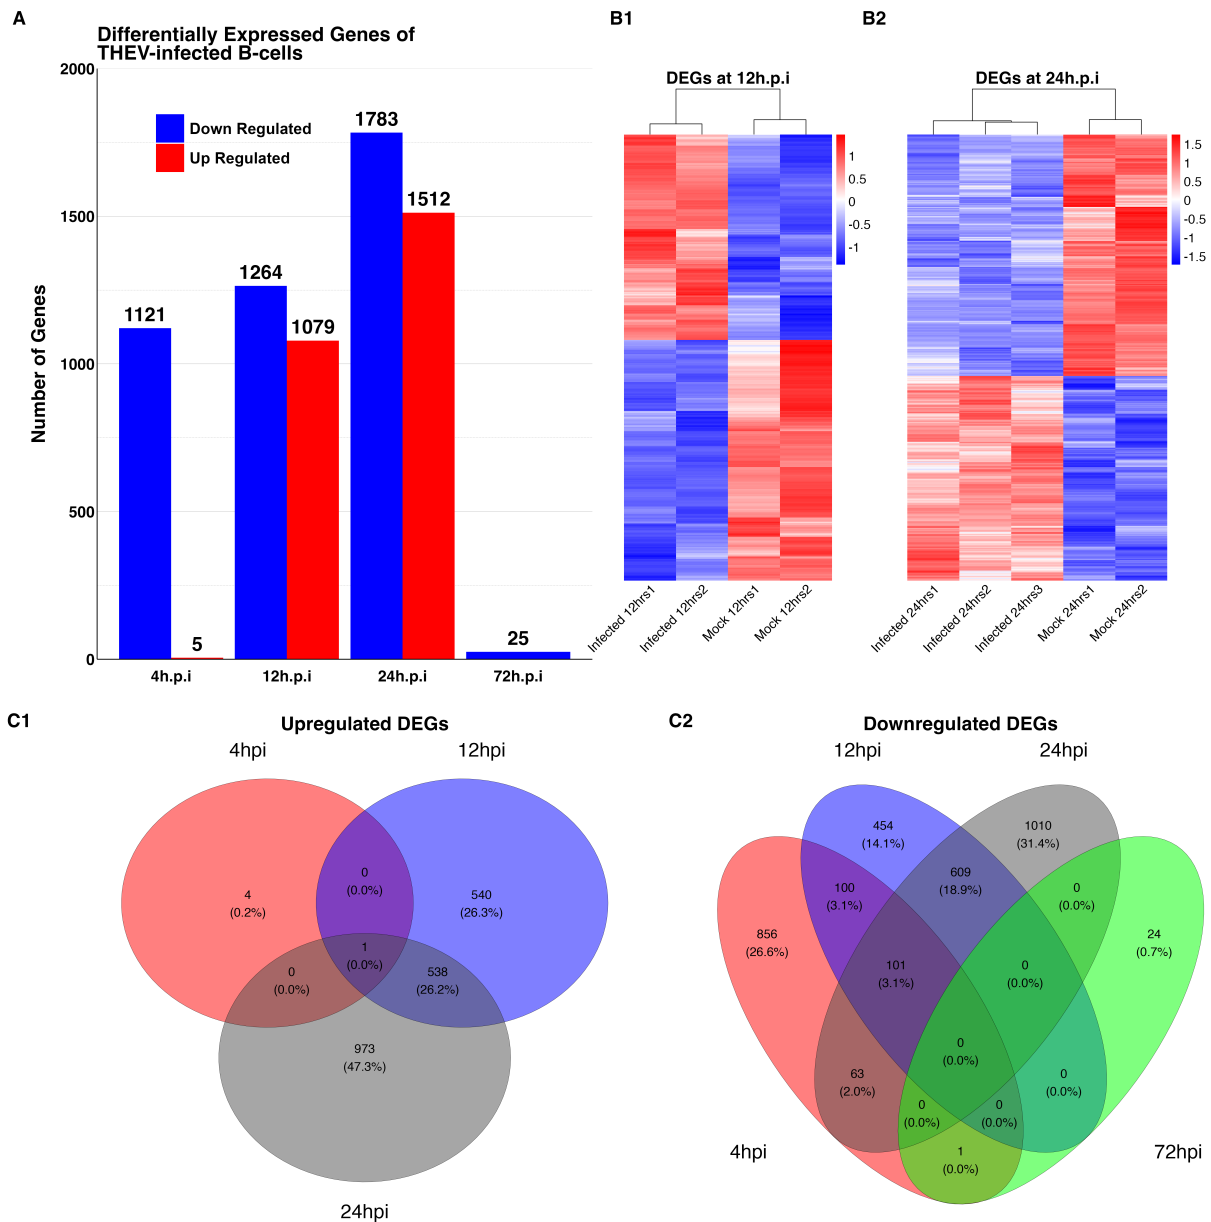 A
Differentially Expressed Genes of
THEV-infected B-cells
Number of Genes
2000
1500
1000
500
0
Down Regulated
Up Regulated
1121
5
1264
1079
1783
1512
25
4h.p.i
12h.p.i
24h.p.i
72h.p.i
B1
DEGs at 12h.p.i
1
0.5
0
-0.5
-1
Infected 12hrs1
Infected 12hrs2
Mock 12hrs1
Mock 12hrs2
B2
DEGs at 24h.p.i
1.5
1
0.5
0
-0.5
-1
-1.5
Infected 24hrs1
Infected 24hrs2
Infected 24hrs3
Mock 24hrs1
Mock 24hrs2
C1
Upregulated DEGs
4hpi
12hpi
0
(0.0%)
4
(0.2%)
540
(26.3%)
1
(0.0%)
0
(0.0%)
538
(26.2%)
973
(47.3%)
24hpi
C2
Downregulated DEGs
12hpi
24hpi
454
(14.1%)
1010
(31.4%)
609
(18.9%)
100
(3.1%)
0
(0.0%)
856
(26.6%)
24
(0.7%)
101
(3.1%)
0
(0.0%)
0
(0.0%)
63
(2.0%)
0
(0.0%)
0
(0.0%)
0
(0.0%)
1
(0.0%)
4hpi
72hpi